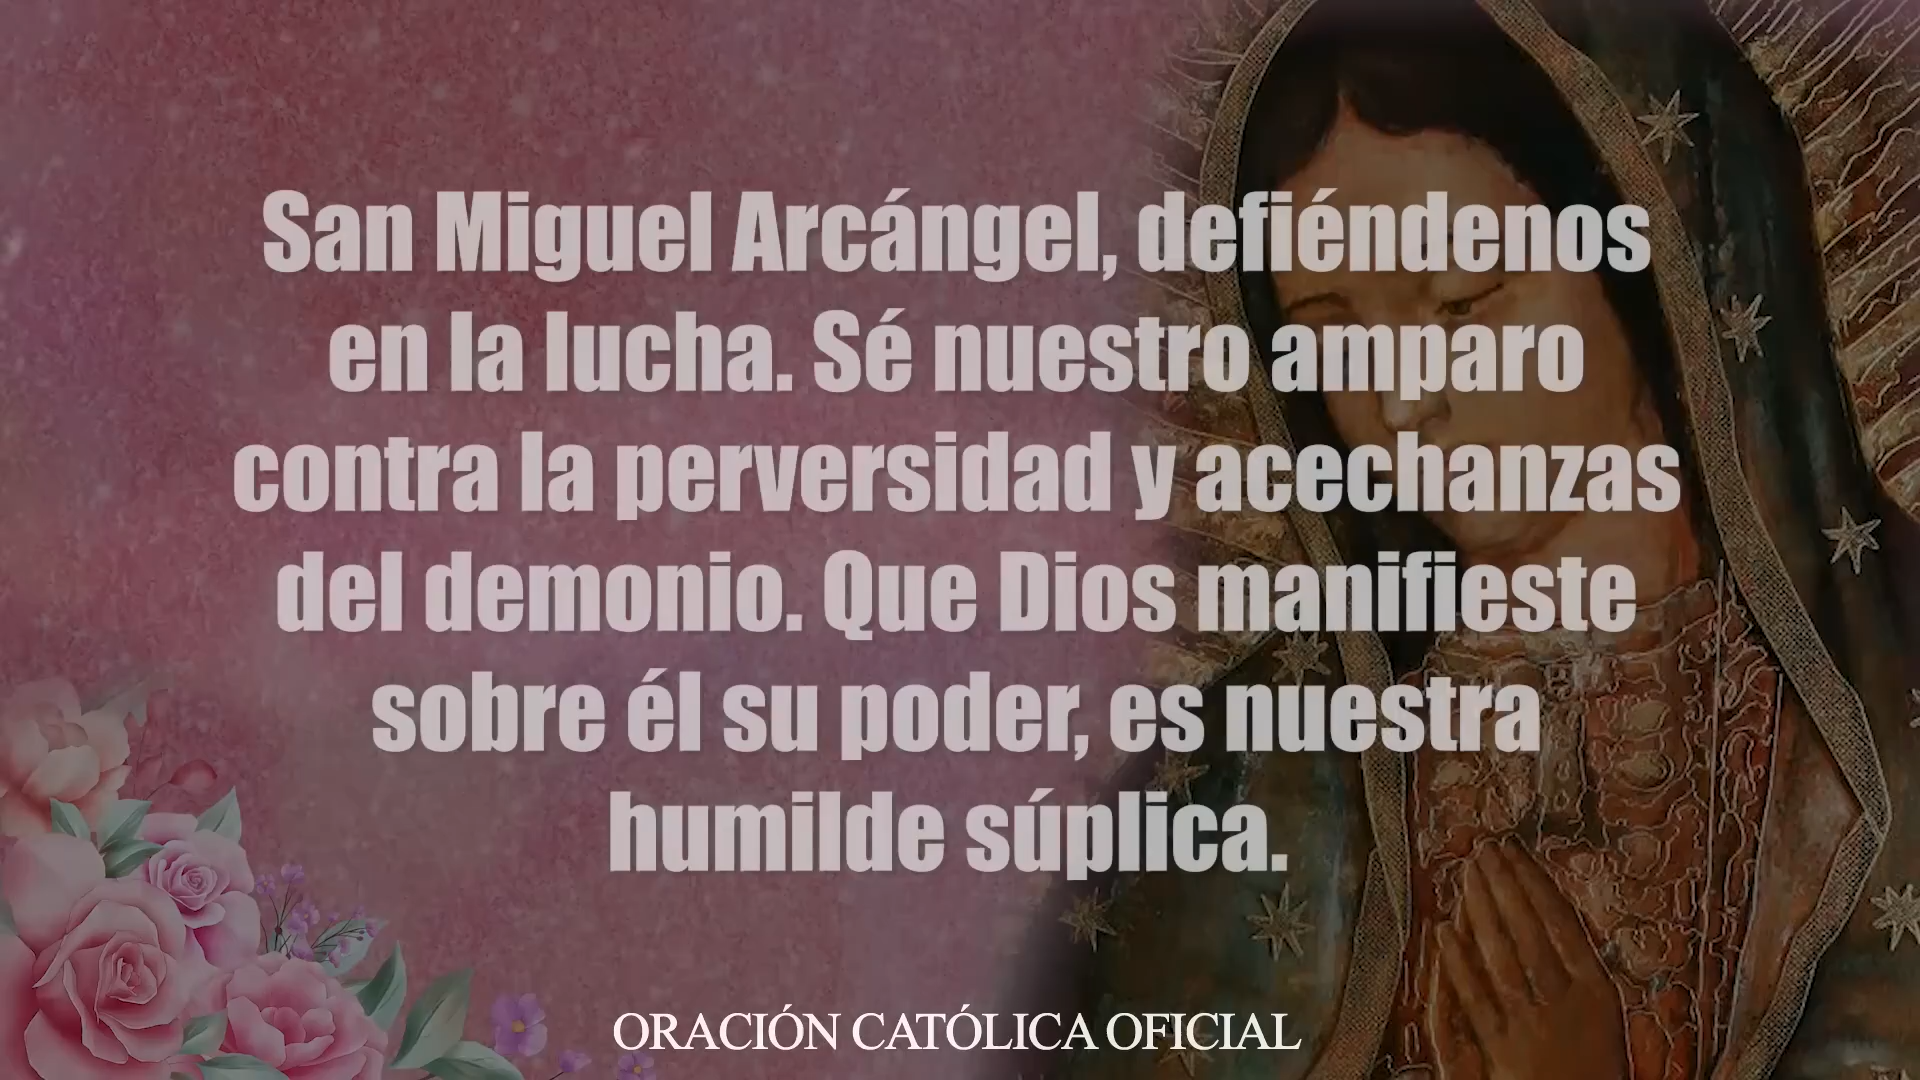 San Miguel Arcángel, defiéndenos
en la lucha. Sé nuestro amparo
contra la perversidad y acechanzas
del demonio. Que Dios manifieste
sobre él su poder, es nuestra
humilde súplica.
ORACIÓN CATÓLICA OFICIAL